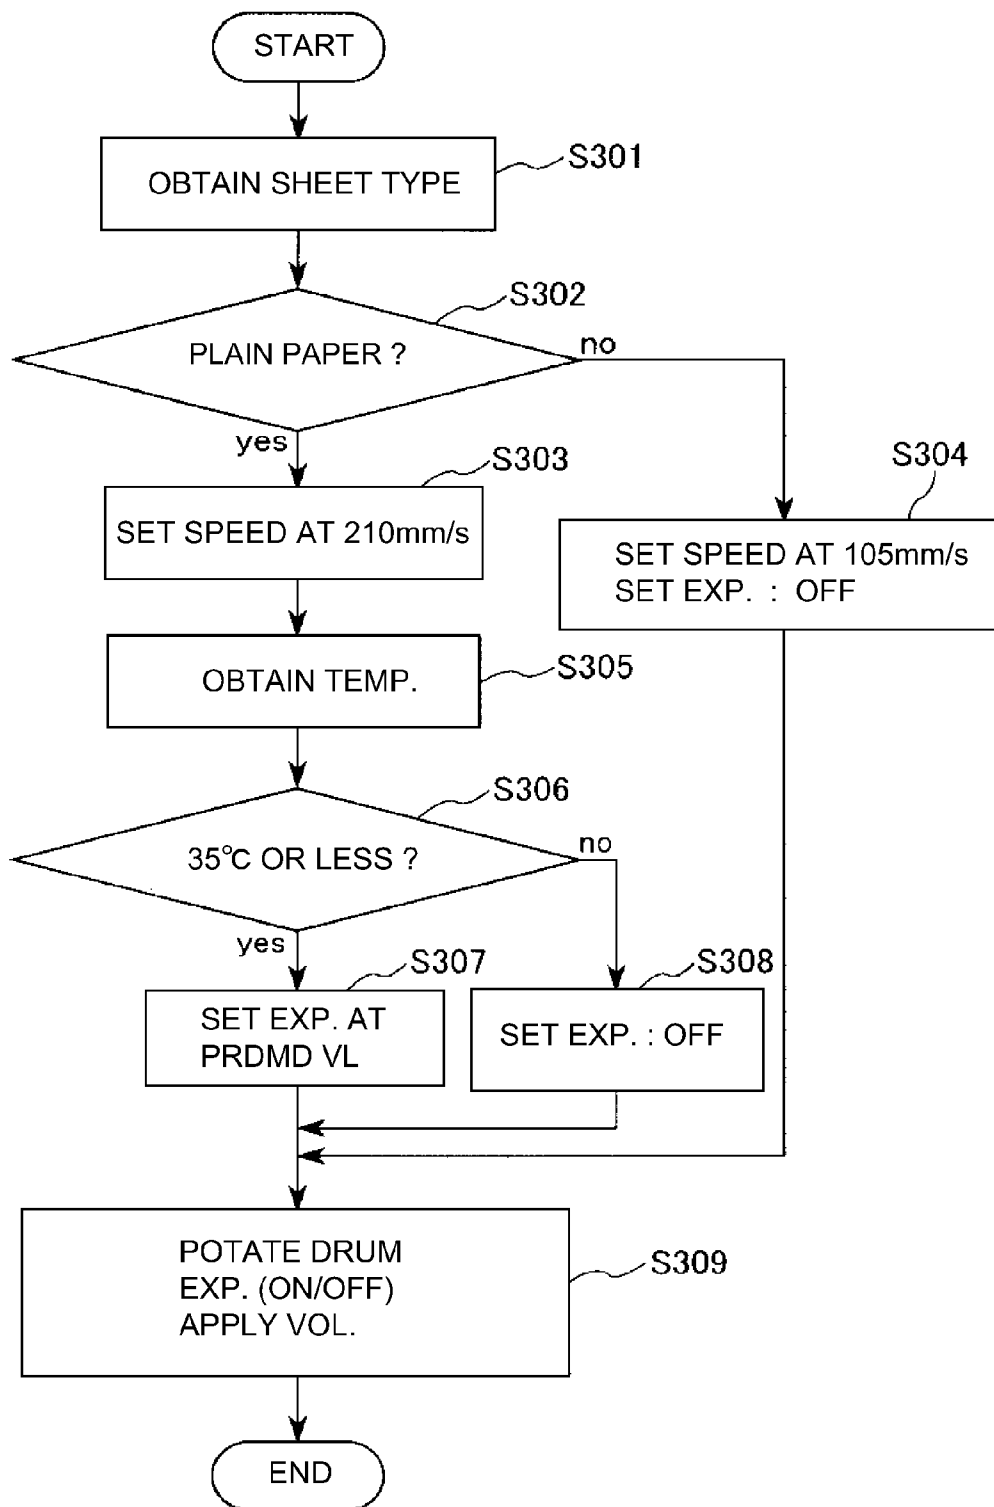 START
OBTAIN SHEET TYPE
S301
PLAIN PAPER ?
S302
no
yes
SET SPEED AT 210mm/s
S303
S304
SET SPEED AT 105mm/s
SET EXP. : OFF
OBTAIN TEMP.
S305
35℃ OR LESS ?
S306
no
yes
S307
SET EXP. AT
PRDMD VL
S308
SET EXP. : OFF
POTATE DRUM
EXP. (ON/OFF)
APPLY VOL.
S309
END